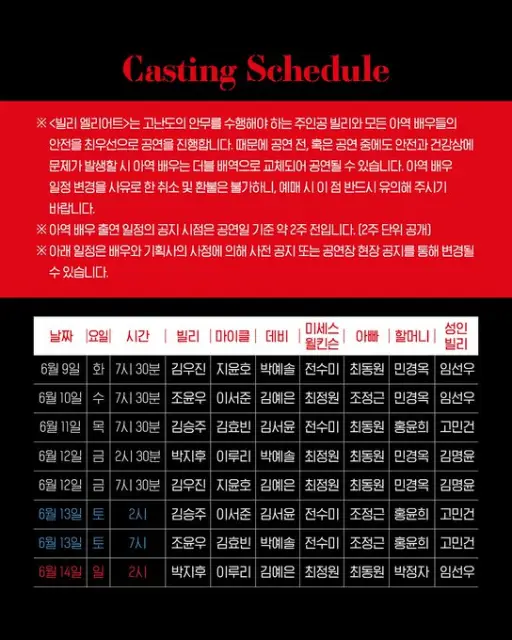 Casting Schedule
※ <빌리 엘리어트>는 고난도의 안무를 수행해야 하는 주인공 빌리와 모든 아역 배우들의
안전을 최우선으로 공연을 진행합니다. 때문에 공연 전, 혹은 공연 중에도 안전과 건강상에
문제가 발생할 시 아역 배우는 더블 배역으로 교체되어 공연될 수 있습니다. 아역 배우
일정 변경을 사유로 한 취소 및 환불은 불가하니, 예매 시 이 점 반드시 유의해 주시기
바랍니다.
※ 아역 배우 출연 일정의 공지 시점은 공연일 기준 약 2주 전입니다. (2주 단위 공개)
※ 아래 일정은 배우와 기획사의 사정에 의해 사전 공지 또는 공연장 현장 공지를 통해 변경될
수 있습니다.
날짜 요일 시간 빌리 마이클 데비 미세스 윌킨슨 아빠 할머니 성인 빌리
6월 9일 화 7시 30분 김우진 지윤호 박예솔 전수미 최동원 민경옥 임선우
6월 10일 수 7시 30분 조윤우 이서준 김예은 최정원 조정근 민경옥 임선우
6월 11일 목 7시 30분 김승주 김효빈 김서윤 전수미 최동원 홍윤희 고민건
6월 12일 금 2시 30분 박지후 이루리 박예솔 최정원 최동원 민경옥 김명윤
6월 12일 금 7시 30분 김우진 지윤호 김예은 최정원 최동원 민경옥 김명윤
6월 13일 토 2시 김승주 이서준 김서윤 전수미 조정근 홍윤희 고민건
6월 13일 토 7시 조윤우 김효빈 박예솔 전수미 조정근 홍윤희 고민건
6월 14일 일 2시 박지후 이루리 김예은 최정원 최동원 박정자 임선우